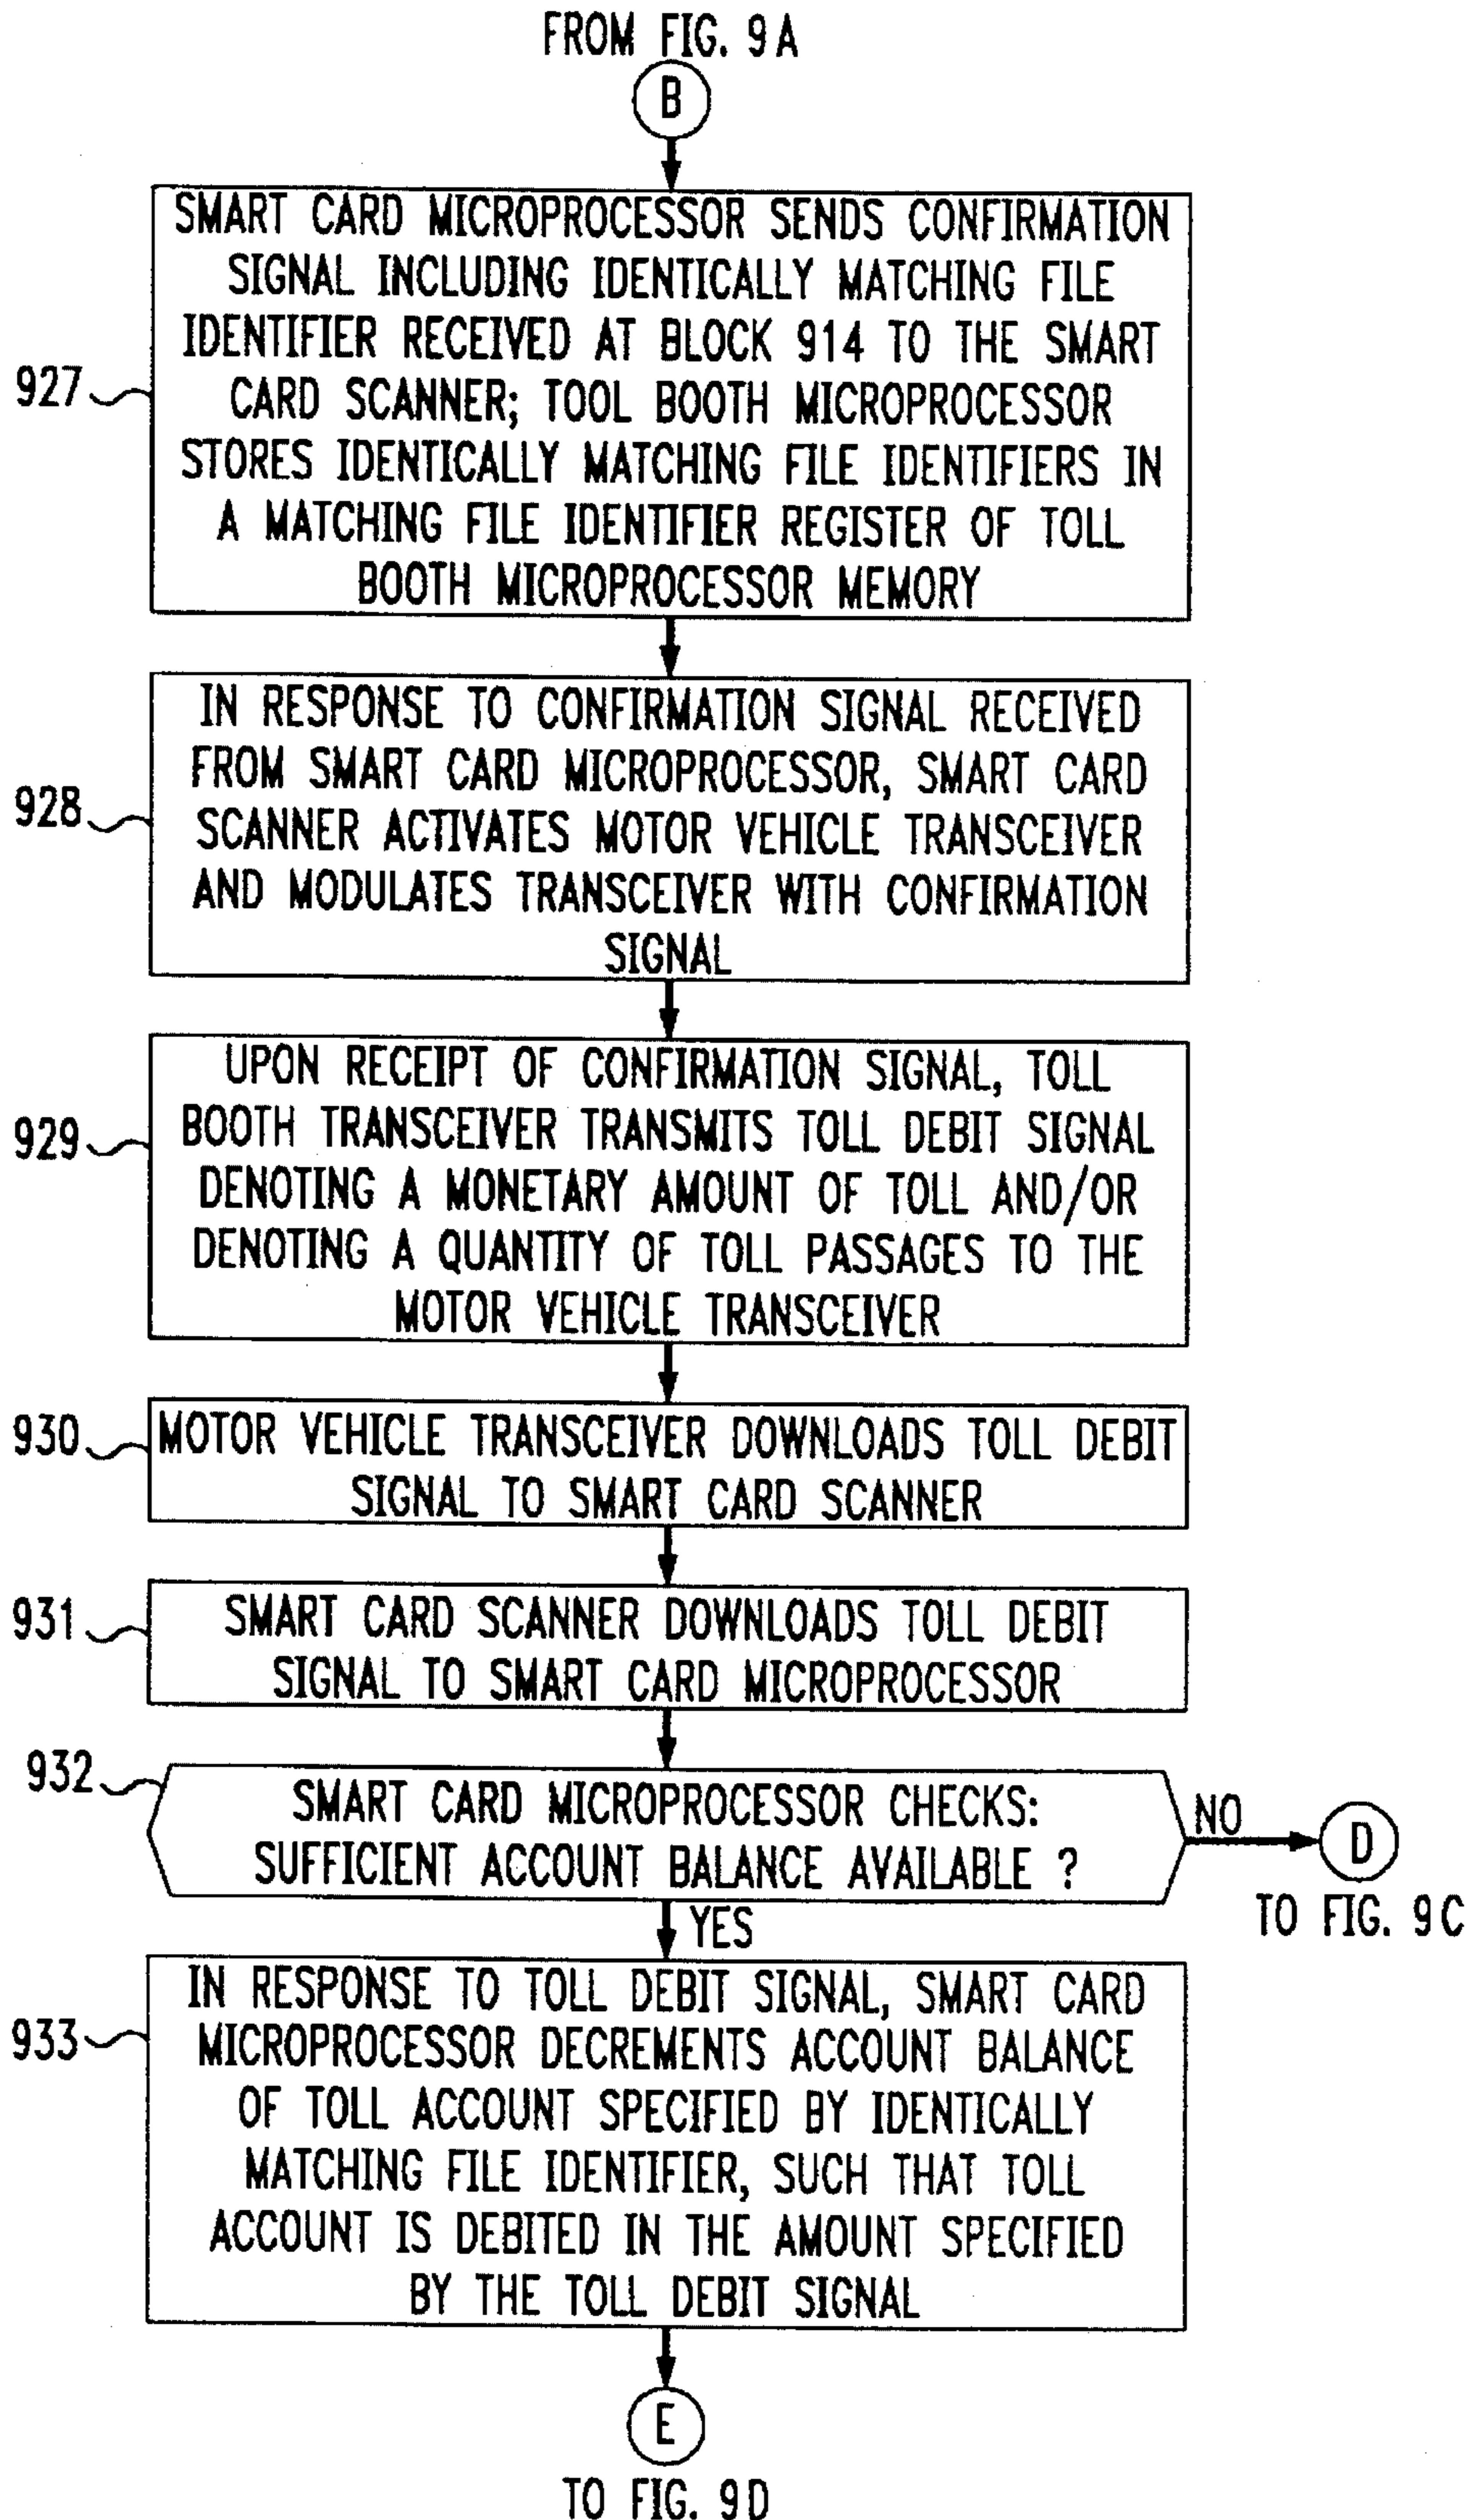 FROM FIG. 9A
B
SMART CARD MICROPROCESSOR SENDS CONFIRMATION
SIGNAL INCLUDING IDENTICALLY MATCHING FILE
IDENTIFIER RECEIVED AT BLOCK 914 TO THE SMART
927
CARD SCANNER; TOOL BOOTH MICROPROCESSOR
STORES IDENTICALLY MATCHING FILE IDENTIFIERS IN
A MATCHING FILE IDENTIFIER REGISTER OF TOLL
BOOTH MICROPROCESSOR MEMORY
IN RESPONSE TO CONFIRMATION SIGNAL RECEIVED
FROM SMART CARD MICROPROCESSOR, SMART CARD
928
SCANNER ACTIVATES MOTOR VEHICLE TRANSCEIVER
AND MODULATES TRANSCEIVER WITH CONFIRMATION
SIGNAL
UPON RECEIPT OF CONFIRMATION SIGNAL, TOLL
929
BOOTH TRANSCEIVER TRANSMITS TOLL DEBIT SIGNAL
DENOTING A MONETARY AMOUNT OF TOLL AND/OR
DENOTING A QUANTITY OF TOLL PASSAGES TO THE
MOTOR VEHICLE TRANSCEIVER
930
MOTOR VEHICLE TRANSCEIVER DOWNLOADS TOLL DEBIT
SIGNAL TO SMART CARD SCANNER
931
SMART CARD SCANNER DOWNLOADS TOLL DEBIT
SIGNAL TO SMART CARD MICROPROCESSOR
932
SMART CARD MICROPROCESSOR CHECKS:
SUFFICIENT ACCOUNT BALANCE AVAILABLE ?
NO
D
TO FIG. 9C
YES
IN RESPONSE TO TOLL DEBIT SIGNAL, SMART CARD
933
MICROPROCESSOR DECREMENTS ACCOUNT BALANCE
OF TOLL ACCOUNT SPECIFIED BY IDENTICALLY
MATCHING FILE IDENTIFIER, SUCH THAT TOLL
ACCOUNT IS DEBITED IN THE AMOUNT SPECIFIED
BY THE TOLL DEBIT SIGNAL
E
TO FIG. 9D